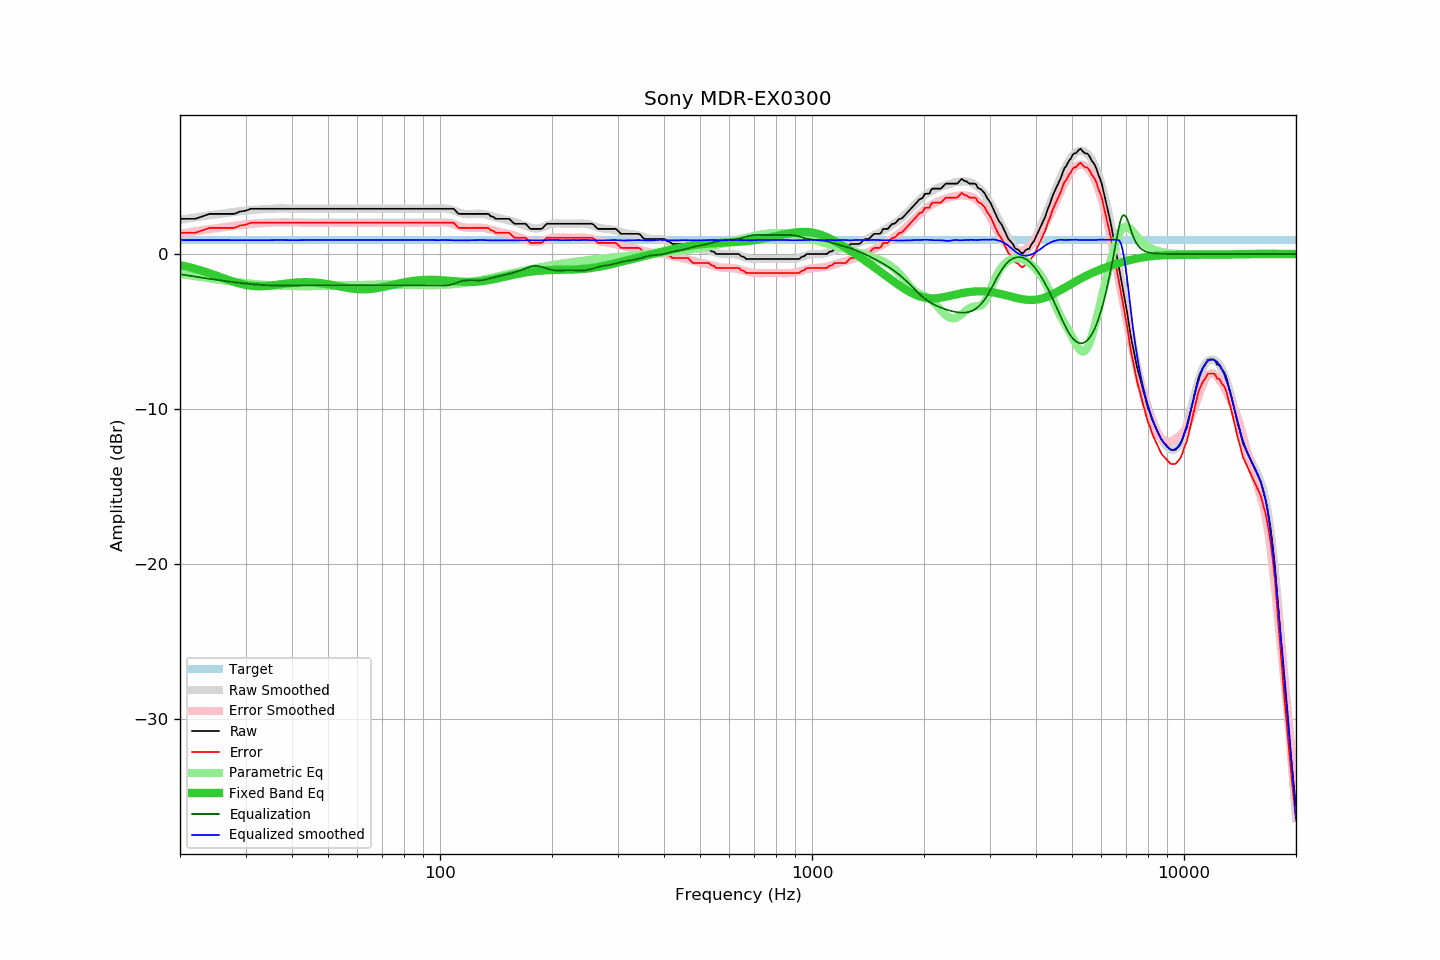 Sony MDR-EX0300
Amplitude (dBr)
0
−10
−20
−30
Target
Raw Smoothed
Error Smoothed
Raw
Error
Parametric Eq
Fixed Band Eq
Equalization
Equalized smoothed
100
1000
10000
Frequency (Hz)